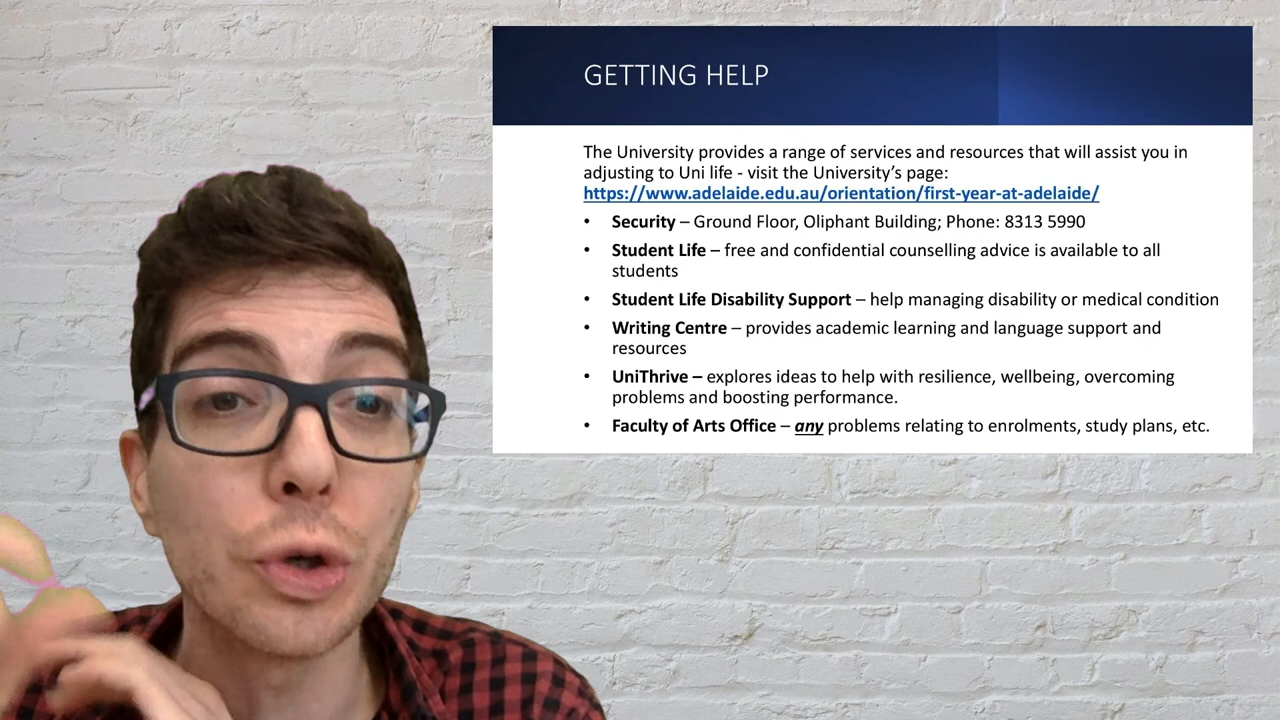 GETTING HELP
The University provides a range of services and resources that will assist you in
adjusting to Uni life - visit the University's page:
https://www.adelaide.edu.au/orientation/first-year-at-adelaide/
• Security – Ground Floor, Oliphant Building; Phone: 8313 5990
• Student Life – free and confidential counselling advice is available to all
students
• Student Life Disability Support – help managing disability or medical condition
• Writing Centre – provides academic learning and language support and
resources
• UniThrive – explores ideas to help with resilience, wellbeing, overcoming
problems and boosting performance.
• Faculty of Arts Office – any problems relating to enrolments, study plans, etc.